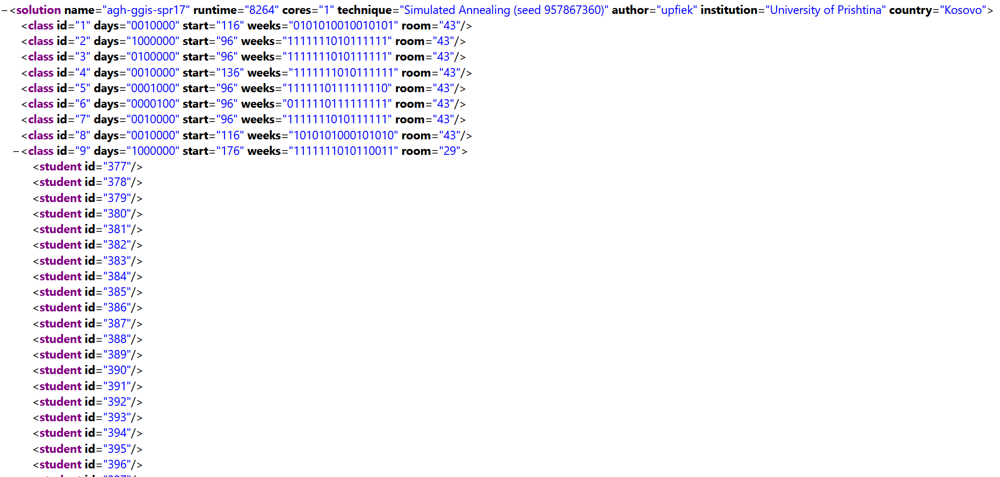 −<solution name="agh-ggis-spr17" runtime="8264" cores="1" technique="Simulated Annealing (seed 957867360)" author="upfiek" institution="University of Prishtina" country="Kosovo">
<class id="1" days="0010000" start="116" weeks="0101010010010101" room="43"/>
<class id="2" days="1000000" start="96" weeks="1111111010111111" room="43"/>
<class id="3" days="0100000" start="96" weeks="1111111010111111" room="43"/>
<class id="4" days="0010000" start="136" weeks="1111111010111111" room="43"/>
<class id="5" days="0001000" start="96" weeks="1111110111111110" room="43"/>
<class id="6" days="0000100" start="96" weeks="0111110111111111" room="43"/>
<class id="7" days="0010000" start="96" weeks="1111111010111111" room="43"/>
<class id="8" days="0010000" start="116" weeks="1010101000101010" room="43"/>
−<class id="9" days="1000000" start="176" weeks="1111111010110011" room="29">
<student id="377"/>
<student id="378"/>
<student id="379"/>
<student id="380"/>
<student id="381"/>
<student id="382"/>
<student id="383"/>
<student id="384"/>
<student id="385"/>
<student id="386"/>
<student id="387"/>
<student id="388"/>
<student id="389"/>
<student id="390"/>
<student id="391"/>
<student id="392"/>
<student id="393"/>
<student id="394"/>
<student id="395"/>
<student id="396"/>